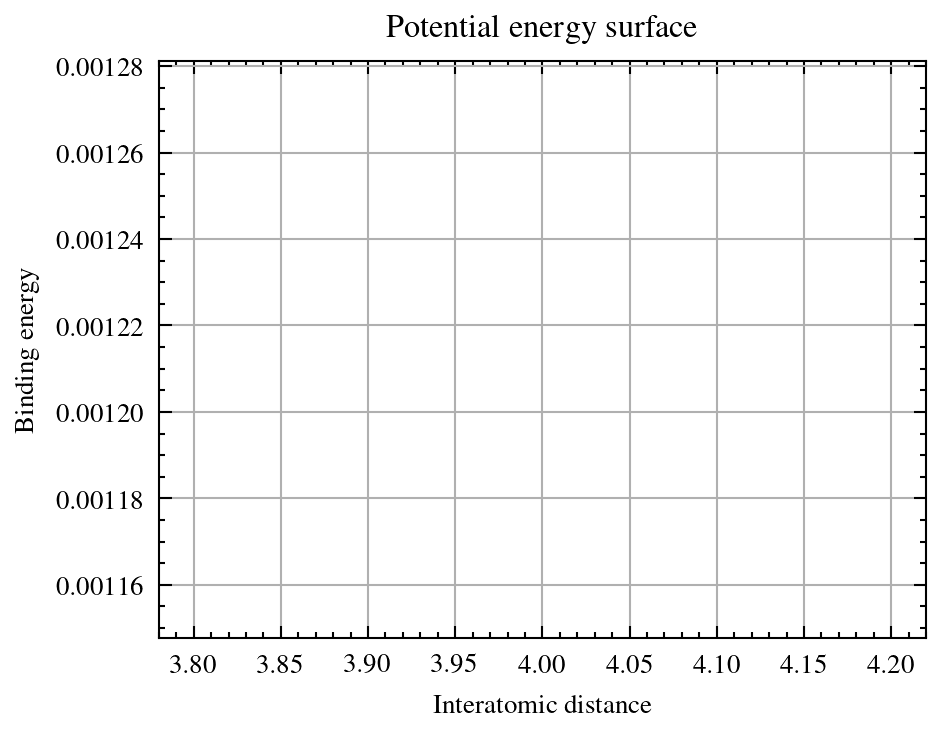 Potential energy surface
0.00128
0.00126
0.00124
0.00122
0.00120
0.00118
0.00116
Binding energy
3.80 3.85 3.90 3.95 4.00 4.05 4.10 4.15 4.20
Interatomic distance